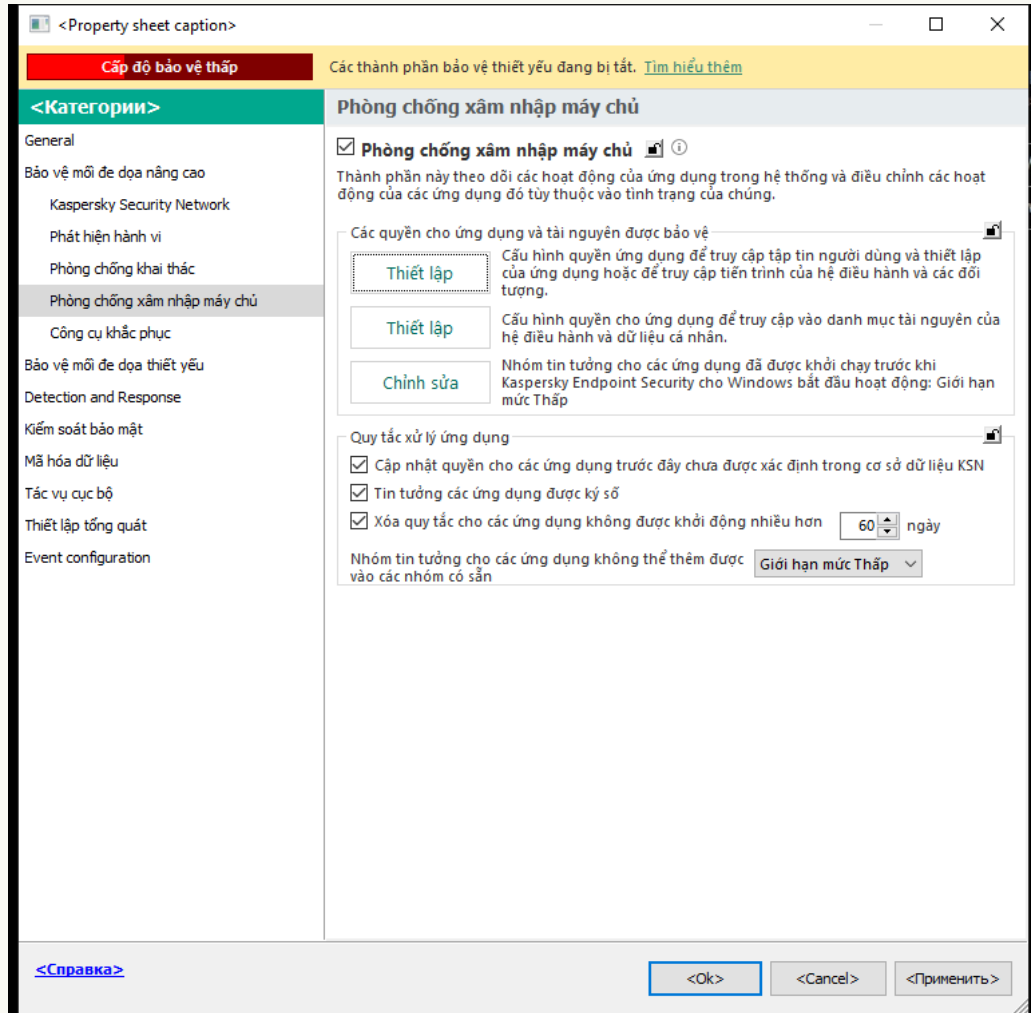 <Property sheet caption>
Cấp độ bảo vệ thấp
Các thành phần bảo vệ thiết yếu đang bị tắt. Tìm hiểu thêm
<Категории>
General
Bảo vệ mối đe dọa nâng cao
Kaspersky Security Network
Phát hiện hành vi
Phòng chống khai thác
Phòng chống xâm nhập máy chủ
Công cụ khắc phục
Bảo vệ mối đe dọa thiết yếu
Detection and Response
Kiểm soát bảo mật
Mã hóa dữ liệu
Tác vụ cục bộ
Thiết lập tổng quát
Event configuration
Phòng chống xâm nhập máy chủ
Phòng chống xâm nhập máy chủ
Thành phần này theo dõi các hoạt động của ứng dụng trong hệ thống và điều chỉnh các hoạt
động của các ứng dụng đó tùy thuộc vào tình trạng của chúng.
Các quyền cho ứng dụng và tài nguyên được bảo vệ
Thiết lập
Cấu hình quyền ứng dụng để truy cập tập tin người dùng và thiết lập
của ứng dụng hoặc để truy cập tiến trình của hệ điều hành và các đối
tượng.
Thiết lập
Cấu hình quyền cho ứng dụng để truy cập vào danh mục tài nguyên của
hệ điều hành và dữ liệu cá nhân.
Chỉnh sửa
Nhóm tin tưởng cho các ứng dụng đã được khởi chạy trước khi
Kaspersky Endpoint Security cho Windows bắt đầu hoạt động: Giới hạn
mức Thấp
Quy tắc xử lý ứng dụng
Cập nhật quyền cho các ứng dụng trước đây chưa được xác định trong cơ sở dữ liệu KSN
Tin tưởng các ứng dụng được ký số
Xóa quy tắc cho các ứng dụng không được khởi động nhiều hơn 60 ngày
Nhóm tin tưởng cho các ứng dụng không thể thêm được
vào các nhóm có sẵn
Giới hạn mức Thấp
<Справка>
<Ok>
<Cancel>
<Применить>